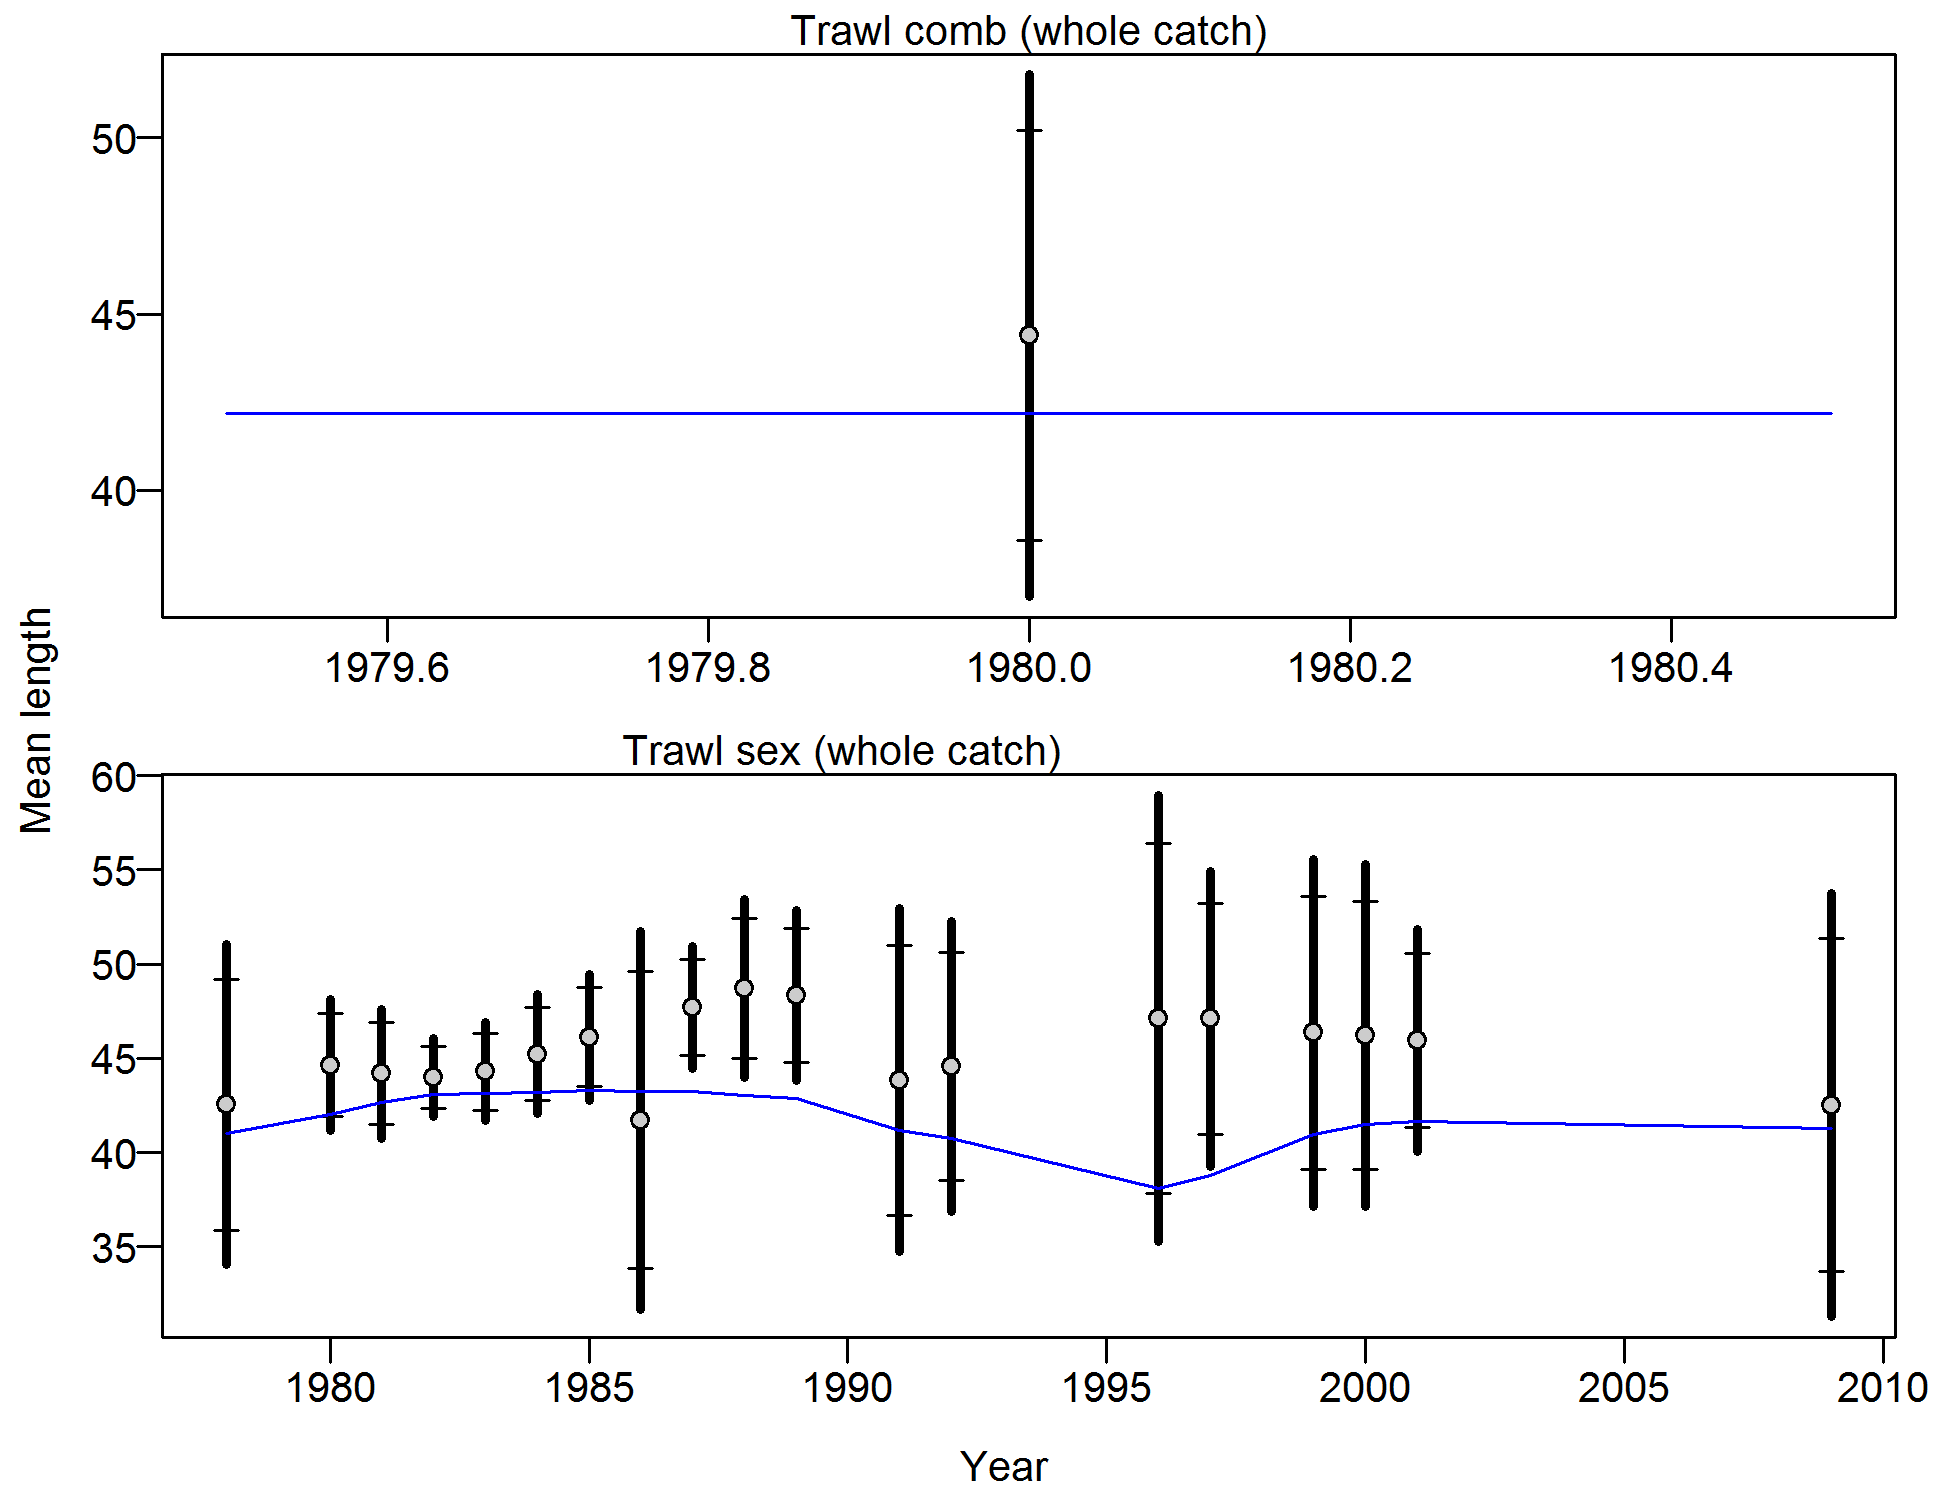 Trawl comb (whole catch)
50
45
40
1979.6 1979.8 1980.0 1980.2 1980.4
Mean length
Trawl sex (whole catch)
60
55
50
45
40
35
1980 1985 1990 1995 2000 2005 2010
Year